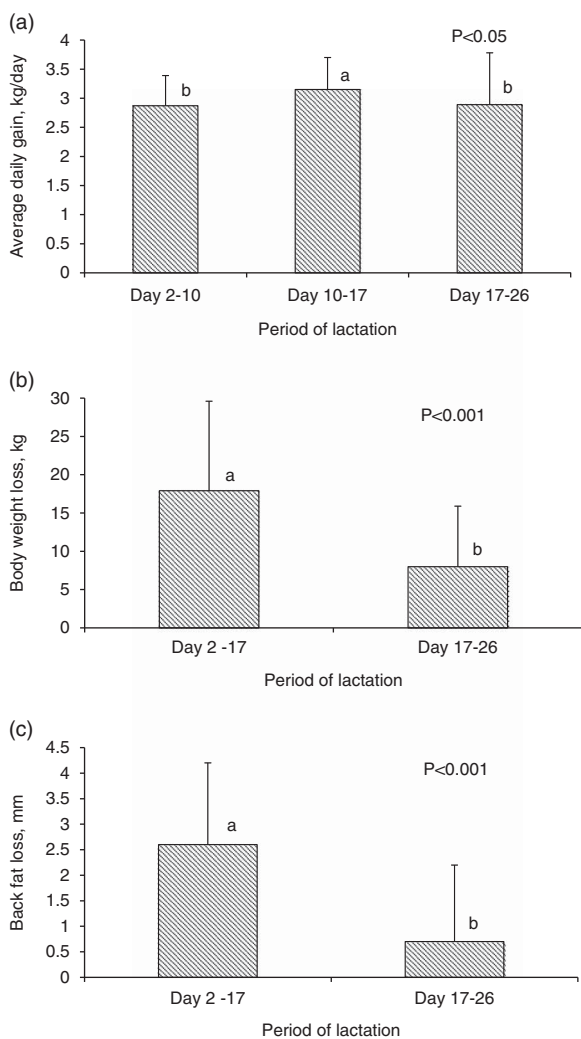 (a)
P<0.05
4
3.5
3
2.5
2
1.5
1
0.5
0
Average daily gain, kg/day
b
a
b
Day 2-10
Day 10-17
Day 17-26
Period of lactation
(b)
P<0.001
30
25
20
15
10
5
0
Body weight loss, kg
a
b
Day 2 -17
Day 17-26
Period of lactation
(c)
P<0.001
4.5
4
3.5
3
2.5
2
1.5
1
0.5
0
Back fat loss, mm
a
b
Day 2 -17
Day 17-26
Period of lactation